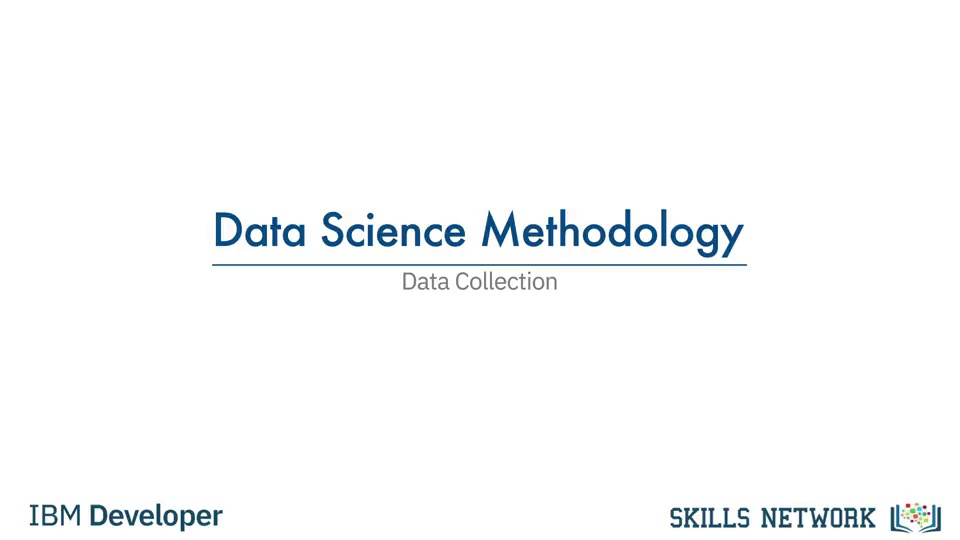 Data Science Methodology
Data Collection
IBM Developer
SKILLS NETWORK